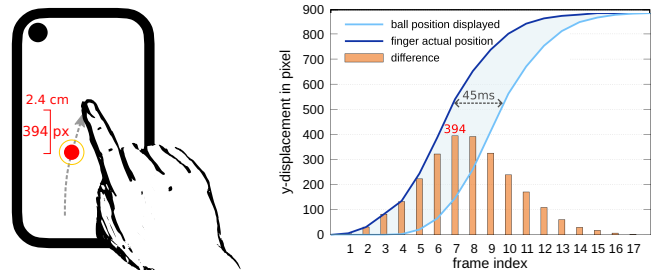 2.4 cm
394 px
y-displacement in pixel
900
800
700
600
500
400
300
200
100
0
ball position displayed
finger actual position
difference
45ms
394
1 2 3 4 5 6 7 8 9 10 11 12 13 14 15 16 17
frame index